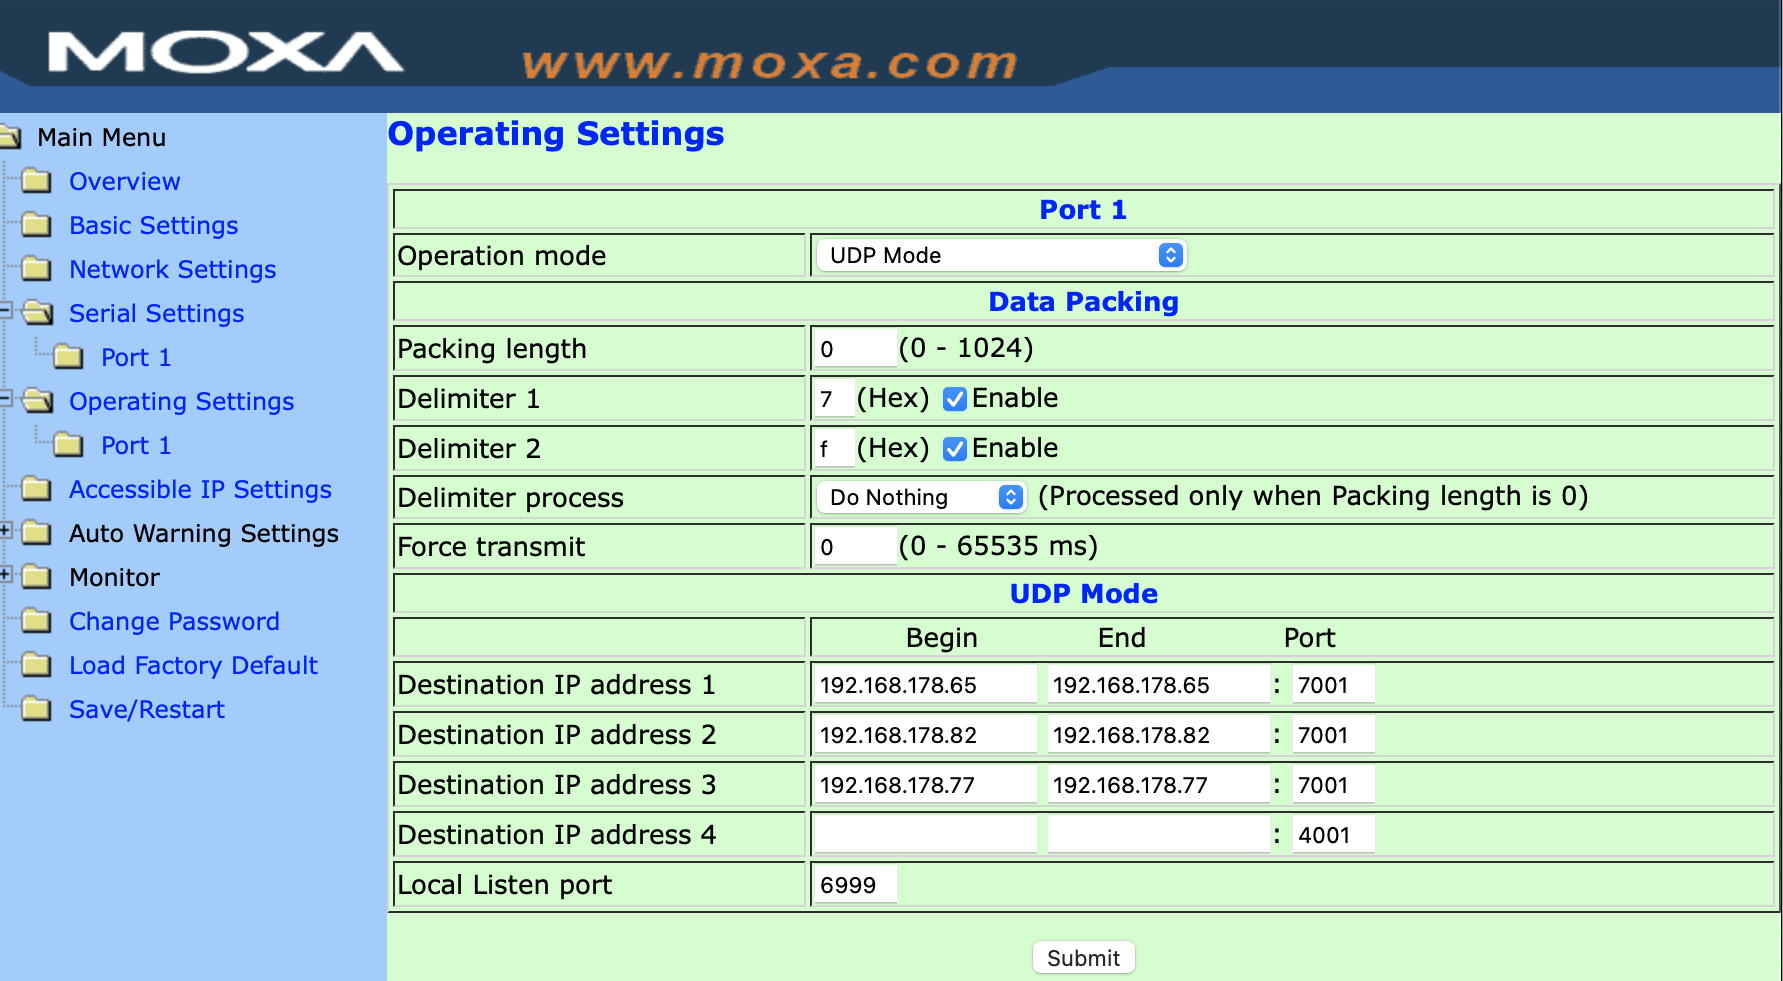 MOXA
www.moxa.com
Main Menu
Overview
Basic Settings
Network Settings
Serial Settings
Port 1
Operating Settings
Port 1
Accessible IP Settings
Auto Warning Settings
Monitor
Change Password
Load Factory Default
Save/Restart
Operating Settings
Port 1
Operation mode UDP Mode
Data Packing
Packing length 0 (0 - 1024)
Delimiter 1 7 (Hex) Enable
Delimiter 2 f (Hex) Enable
Delimiter process Do Nothing (Processed only when Packing length is 0)
Force transmit 0 (0 - 65535 ms)
UDP Mode
Begin End Port
Destination IP address 1 192.168.178.65 192.168.178.65 : 7001
Destination IP address 2 192.168.178.82 192.168.178.82 : 7001
Destination IP address 3 192.168.178.77 192.168.178.77 : 7001
Destination IP address 4 : 4001
Local Listen port 6999
Submit